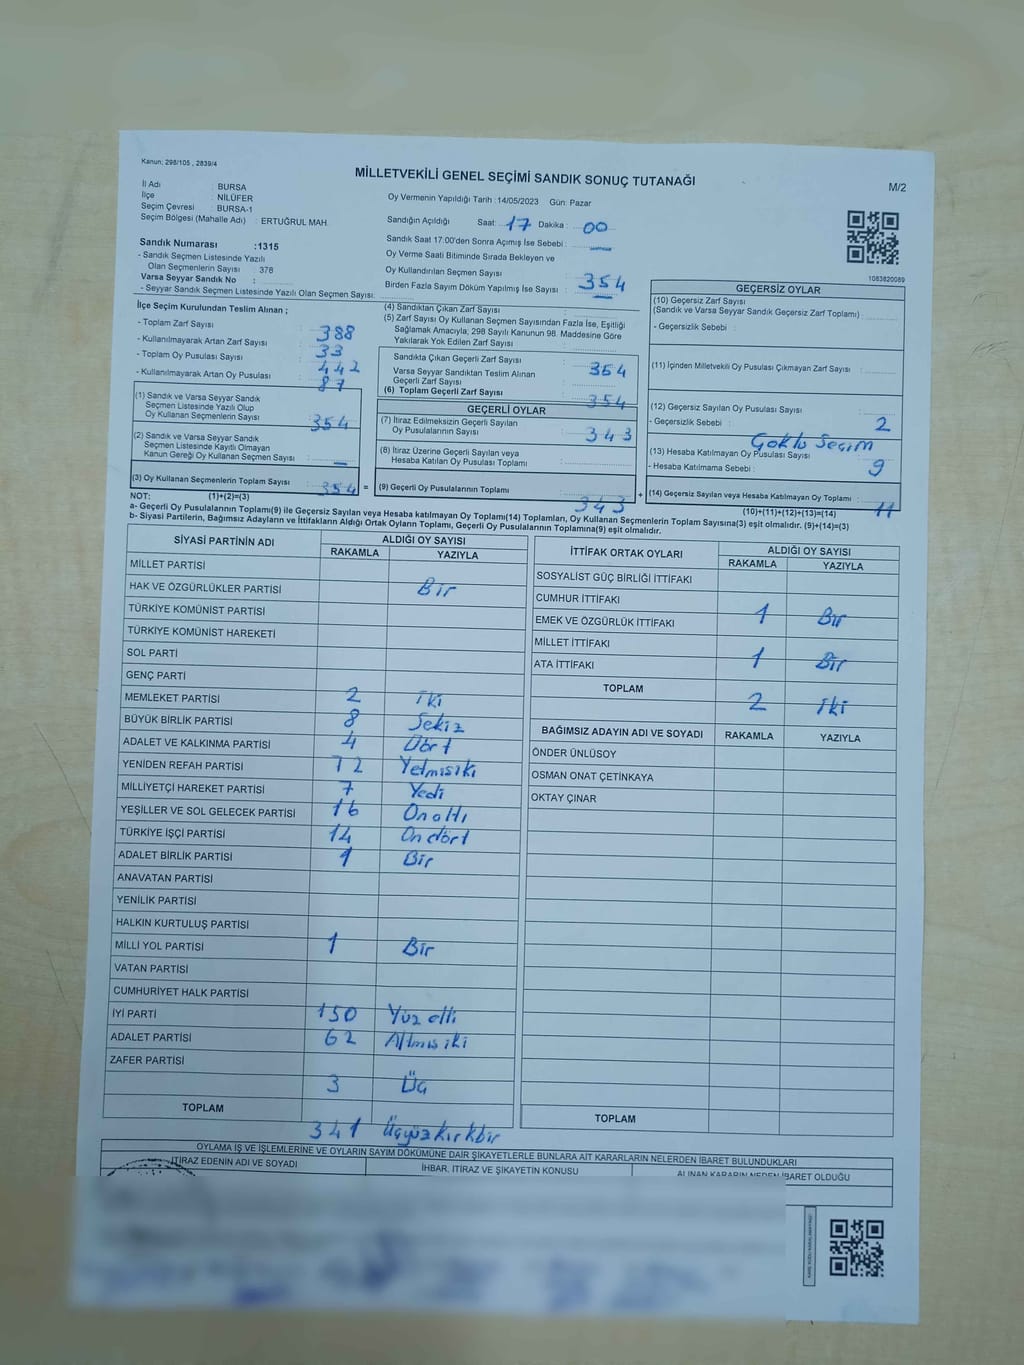 Kanun; 298/105 , 2839/4
MİLLETVEKİLİ GENEL SEÇİMİ SANDIK SONUÇ TUTANAĞI
M/2
İl Adı : BURSA
İlçe : NİLÜFER
Seçim Çevresi : BURSA-1
Seçim Bölgesi (Mahalle Adı) : ERTUĞRUL MAH.
Oy Vermenin Yapıldığı Tarih :14/05/2023 Gün: Pazar
Sandığın Açıldığı Saat: 17 Dakika : 00
Sandık Saat 17:00'den Sonra Açımış İse Sebebi :
Oy Verme Saati Bitiminde Sırada Bekleyen ve
Oy Kullandırılan Seçmen Sayısı
Birden Fazla Sayım Döküm Yapılmış İse Sayısı : 354
Sandık Numarası :1315
- Sandık Seçmen Listesinde Yazılı
Olan Seçmenlerin Sayısı : 378
Varsa Seyyar Sandık No :
- Seyyar Sandık Seçmen Listesinde Yazılı Olan Seçmen Sayısı:
1083820089
İlçe Seçim Kurulundan Teslim Alınan ;
- Toplam Zarf Sayısı : 388
- Kullanılmayarak Artan Zarf Sayısı : 33
- Toplam Oy Pusulası Sayısı : 442
- Kullanılmayarak Artan Oy Pusulası : 87
(1) Sandık ve Varsa Seyyar Sandık
Seçmen Listesinde Yazılı Olup
Oy Kullanan Seçmenlerin Sayısı : 354
(2) Sandık ve Varsa Seyyar Sandık
Seçmen Listesinde Kayıtlı Olmayan
Kanun Gereği Oy Kullanan Seçmen Sayısı : –
(3) Oy Kullanan Seçmenlerin Toplam Sayısı : 354 =
(4) Sandıktan Çıkan Zarf Sayısı :
(5) Zarf Sayısı Oy Kullanan Seçmen Sayısından Fazla İse, Eşitliği
Sağlamak Amacıyla; 298 Sayılı Kanunun 98. Maddesine Göre
Yakılarak Yok Edilen Zarf Sayısı :
Sandıkta Çıkan Geçerli Zarf Sayısı : 354
Varsa Seyyar Sandıktan Teslim Alınan
Geçerli Zarf Sayısı
(6) Toplam Geçerli Zarf Sayısı : 354
GEÇERLİ OYLAR
(7) İtiraz Edilmeksizin Geçerli Sayılan
Oy Pusulalarının Sayısı : 343
(8) İtiraz Üzerine Geçerli Sayılan veya
Hesaba Katılan Oy Pusulası Toplamı :
(9) Geçerli Oy Pusulalarının Toplamı : 343 +
GEÇERSİZ OYLAR
(10) Geçersiz Zarf Sayısı
(Sandık ve Varsa Seyyar Sandık Geçersiz Zarf Toplamı) :
- Geçersizlik Sebebi :
(11) İçinden Milletvekili Oy Pusulası Çıkmayan Zarf Sayısı :
(12) Geçersiz Sayılan Oy Pusulası Sayısı : 2
- Geçersizlik Sebebi : Çoklu Seçim
(13) Hesaba Katılmayan Oy Pusulası Sayısı : 9
- Hesaba Katılmama Sebebi :
(14) Geçersiz Sayılan veya Hesaba Katılmayan Oy Toplamı : 11
NOT: (1)+(2)=(3)
(10)+(11)+(12)+(13)=(14)
a- Geçerli Oy Pusulalarının Toplamı(9) ile Geçersiz Sayılan veya Hesaba katılmayan Oy Toplamı(14) Toplamları, Oy Kullanan Seçmenlerin Toplam Sayısına(3) eşit olmalıdır. (9)+(14)=(3)
b- Siyasi Partilerin, Bağımsız Adayların ve İttifakların Aldığı Ortak Oyların Toplamı, Geçerli Oy Pusulalarının Toplamına(9) eşit olmalıdır.
SİYASİ PARTİNİN ADI ALDIĞI OY SAYISI
RAKAMLA YAZIYLA
MİLLET PARTİSİ
HAK VE ÖZGÜRLÜKLER PARTİSİ Bir
TÜRKİYE KOMÜNİST PARTİSİ
TÜRKİYE KOMÜNİST HAREKETİ
SOL PARTİ
GENÇ PARTİ
MEMLEKET PARTİSİ 2 iki
BÜYÜK BİRLİK PARTİSİ 8 Sekiz
ADALET VE KALKINMA PARTİSİ 4 Dört
YENİDEN REFAH PARTİSİ 72 Yetmişiki
MİLLİYETÇİ HAREKET PARTİSİ 7 Yedi
YEŞİLLER VE SOL GELECEK PARTİSİ 16 Onaltı
TÜRKİYE İŞÇİ PARTİSİ 14 Ondört
ADALET BİRLİK PARTİSİ 1 Bir
ANAVATAN PARTİSİ
YENİLİK PARTİSİ
HALKIN KURTULUŞ PARTİSİ
MİLLİ YOL PARTİSİ 1 Bir
VATAN PARTİSİ
CUMHURİYET HALK PARTİSİ
İYİ PARTİ 150 Yüz elli
ADALET PARTİSİ 62 Altmış iki
ZAFER PARTİSİ
3 Üç
TOPLAM 341 Üçyüzkırkbir
İTTİFAK ORTAK OYLARI ALDIĞI OY SAYISI
RAKAMLA YAZIYLA
SOSYALİST GÜÇ BİRLİĞİ İTTİFAKI
CUMHUR İTTİFAKI
EMEK VE ÖZGÜRLÜK İTTİFAKI 1 Bir
MİLLET İTTİFAKI
ATA İTTİFAKI 1 Bir
TOPLAM 2 iki
BAĞIMSIZ ADAYIN ADI VE SOYADI RAKAMLA YAZIYLA
ÖNDER ÜNLÜSOY
OSMAN ONAT ÇETİNKAYA
OKTAY ÇINAR
TOPLAM
OYLAMA İŞ VE İŞLEMLERİNE VE OYLARIN SAYIM DÖKÜMÜNE DAİR ŞİKAYETLERLE BUNLARA AİT KARARLARIN NELERDEN İBARET BULUNDUKLARI
İTİRAZ EDENİN ADI VE SOYADI İHBAR, İTİRAZ VE ŞİKAYETİN KONUSU ALINAN KARARIN NEDEN İBARET OLDUĞU